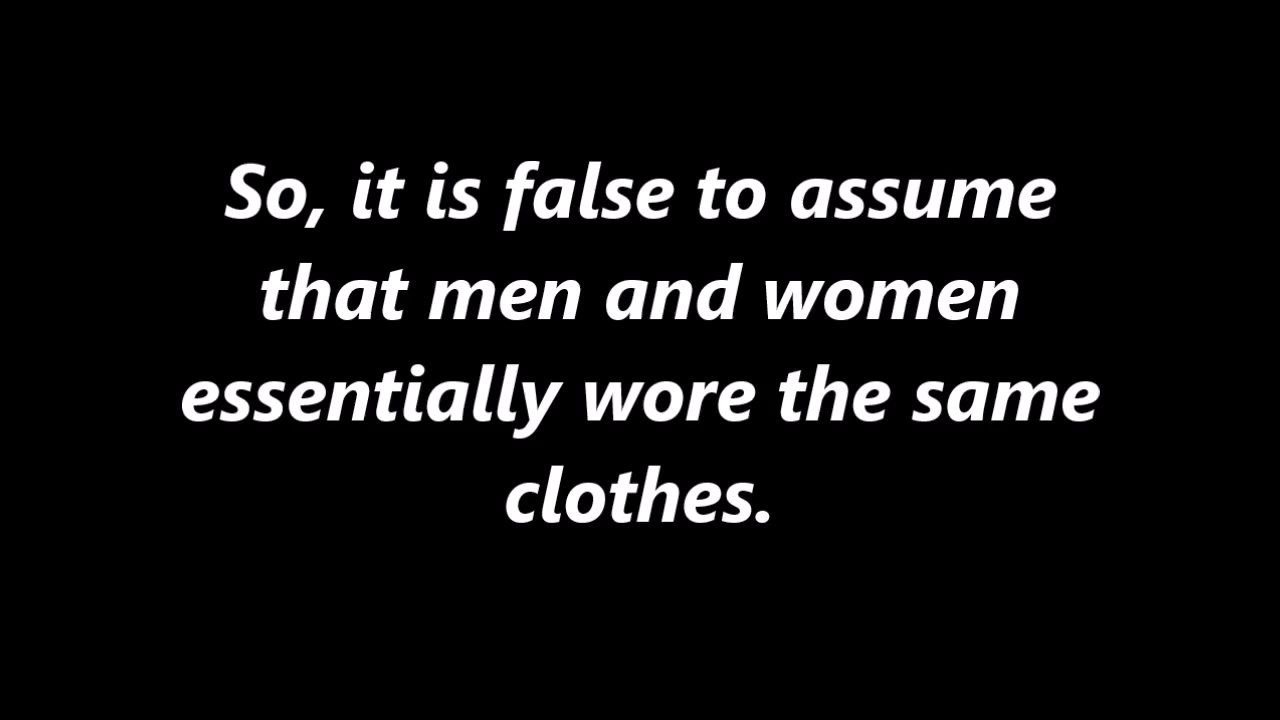 So, it is false to assume
that men and women
essentially wore the same
clothes.